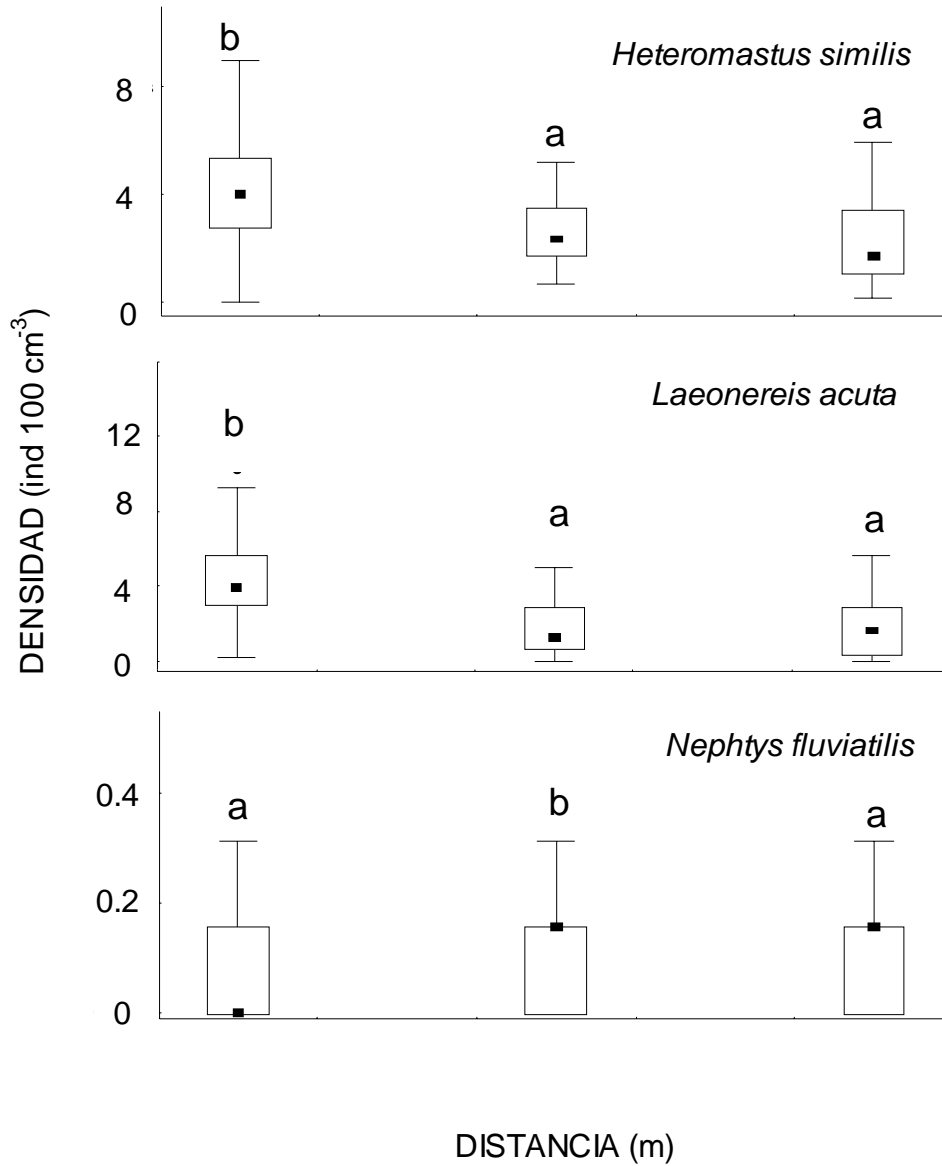 b
Heteromastus similis
8
a
a
4
0
Laeonereis acuta
b
12
8
a
a
4
0
DENSIDAD (ind 100 cm-3)
Nephtys fluviatilis
0.4
a
b
a
0.2
0
DISTANCIA (m)